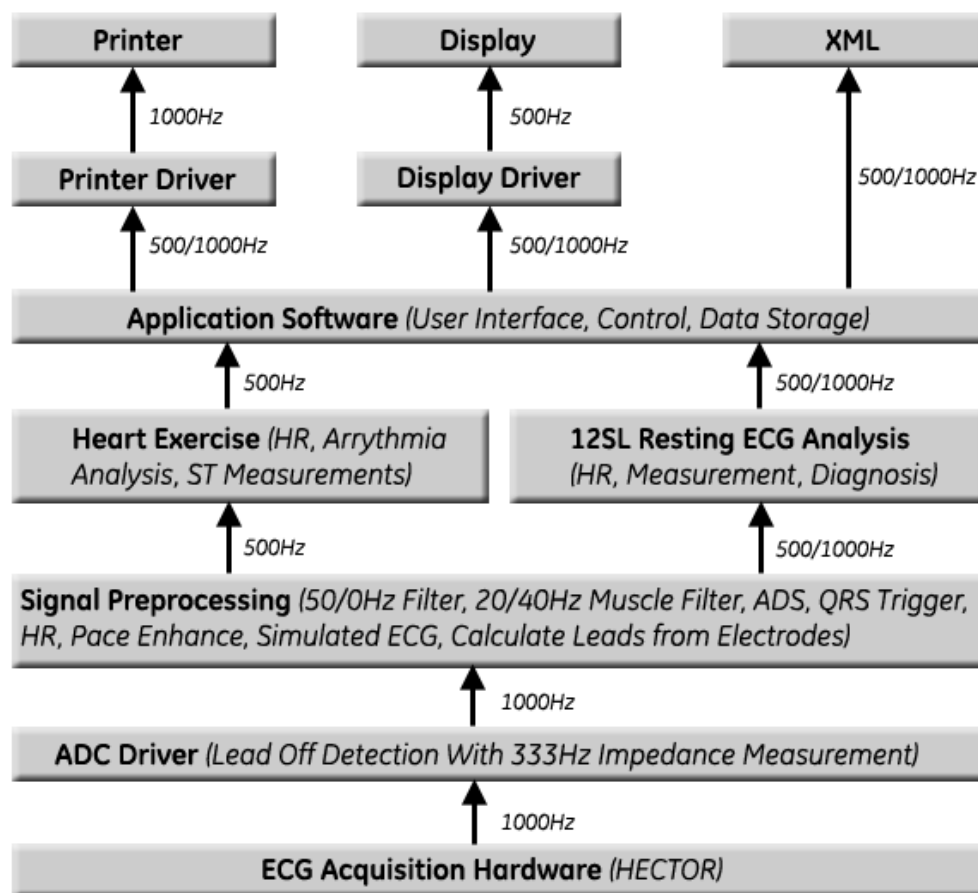 Printer
Display
XML
1000Hz
500Hz
Printer Driver
Display Driver
500/1000Hz
500/1000Hz
500/1000Hz
Application Software (User Interface, Control, Data Storage)
500Hz
500/1000Hz
Heart Exercise (HR, Arrythmia
Analysis, ST Measurements)
12SL Resting ECG Analysis
(HR, Measurement, Diagnosis)
500Hz
500/1000Hz
Signal Preprocessing (50/0Hz Filter, 20/40Hz Muscle Filter, ADS, QRS Trigger,
HR, Pace Enhance, Simulated ECG, Calculate Leads from Electrodes)
1000Hz
ADC Driver (Lead Off Detection With 333Hz Impedance Measurement)
1000Hz
ECG Acquisition Hardware (HECTOR)